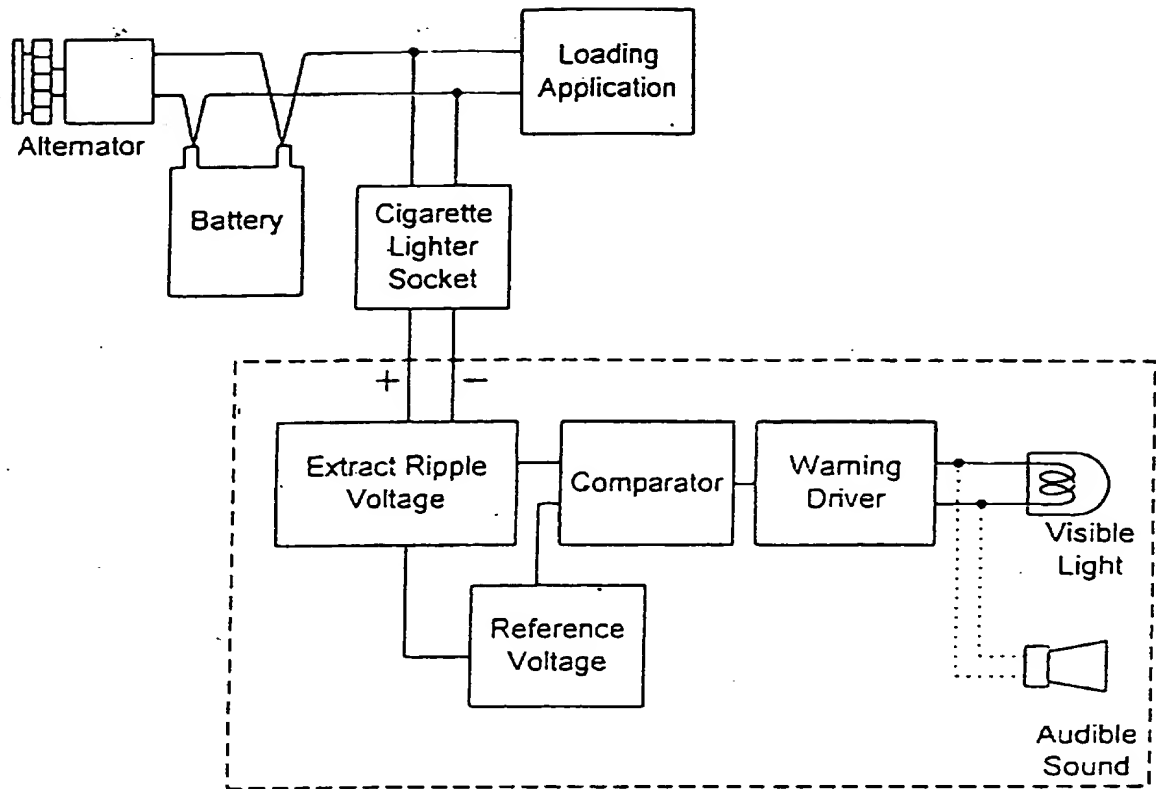 Loading
Application
Alternator
Battery
Cigarette
Lighter
Socket
+ −
Extract Ripple
Voltage
Comparator
Warning
Driver
Visible
Light
Reference
Voltage
Audible
Sound